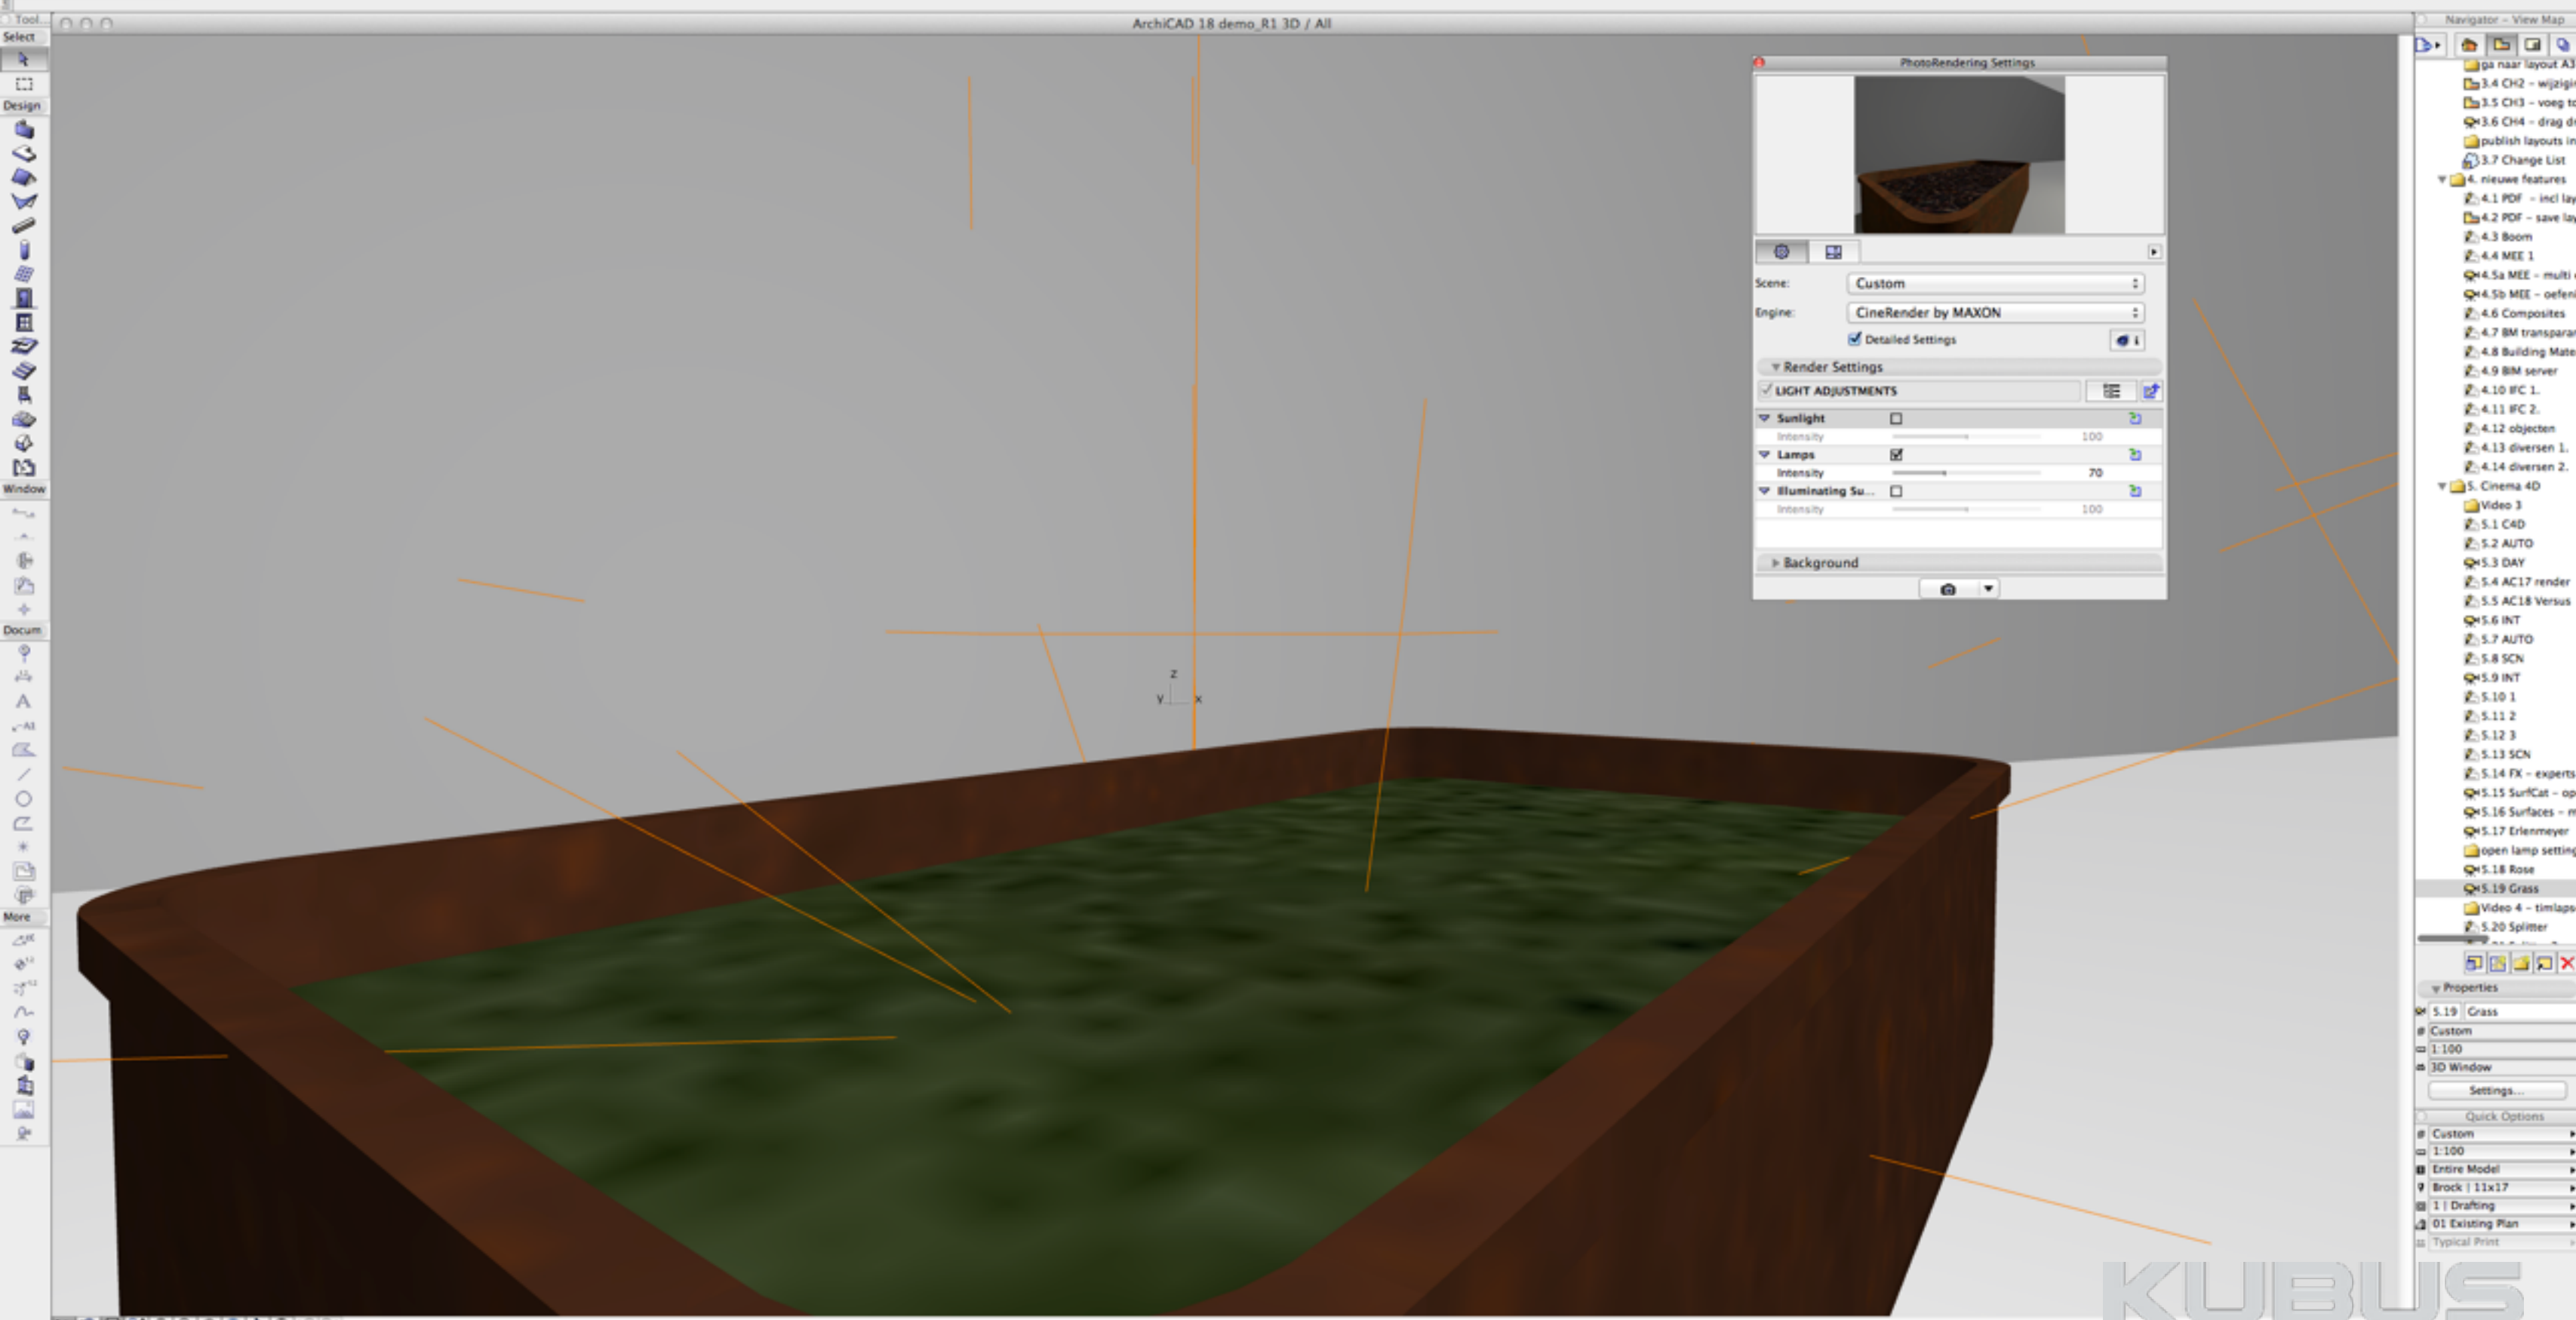 Tool...
ArchiCAD 18 demo_R1 3D / All
Select
Design
Window
Docum
More
z
y x
PhotoRendering Settings
Scene: Custom
Engine: CineRender by MAXON
Detailed Settings
Render Settings
LIGHT ADJUSTMENTS
Sunlight
Intensity 100
Lamps
Intensity 70
Illuminating Su...
Intensity 100
Background
Navigator - View Map
ga naar layout A3
3.4 CH2 - wijzigi
3.5 CH3 - voeg to
3.6 CH4 - drag d
publish layouts in
3.7 Change List
4. nieuwe features
4.1 PDF - incl lay
4.2 PDF - save lay
4.3 Boom
4.4 MEE 1
4.5a MEE - multi
4.5b MEE - oefen
4.6 Composites
4.7 BM transpara
4.8 Building Mate
4.9 BIM server
4.10 IFC 1.
4.11 IFC 2.
4.12 objecten
4.13 diversen 1.
4.14 diversen 2.
5. Cinema 4D
Video 3
5.1 C4D
5.2 AUTO
5.3 DAY
5.4 AC17 render
5.5 AC18 Versus
5.6 INT
5.7 AUTO
5.8 SCN
5.9 INT
5.10 1
5.11 2
5.12 3
5.13 SCN
5.14 FX - experts
5.15 SurfCat - op
5.16 Surfaces - m
5.17 Erlenmeyer
open lamp setting
5.18 Rose
5.19 Grass
Video 4 - timlaps
5.20 Splitter
Properties
5.19 Grass
Custom
1:100
3D Window
Settings...
Quick Options
Custom
1:100
Entire Model
Brock | 11x17
1 | Drafting
01 Existing Plan
Typical Print
KUBUS